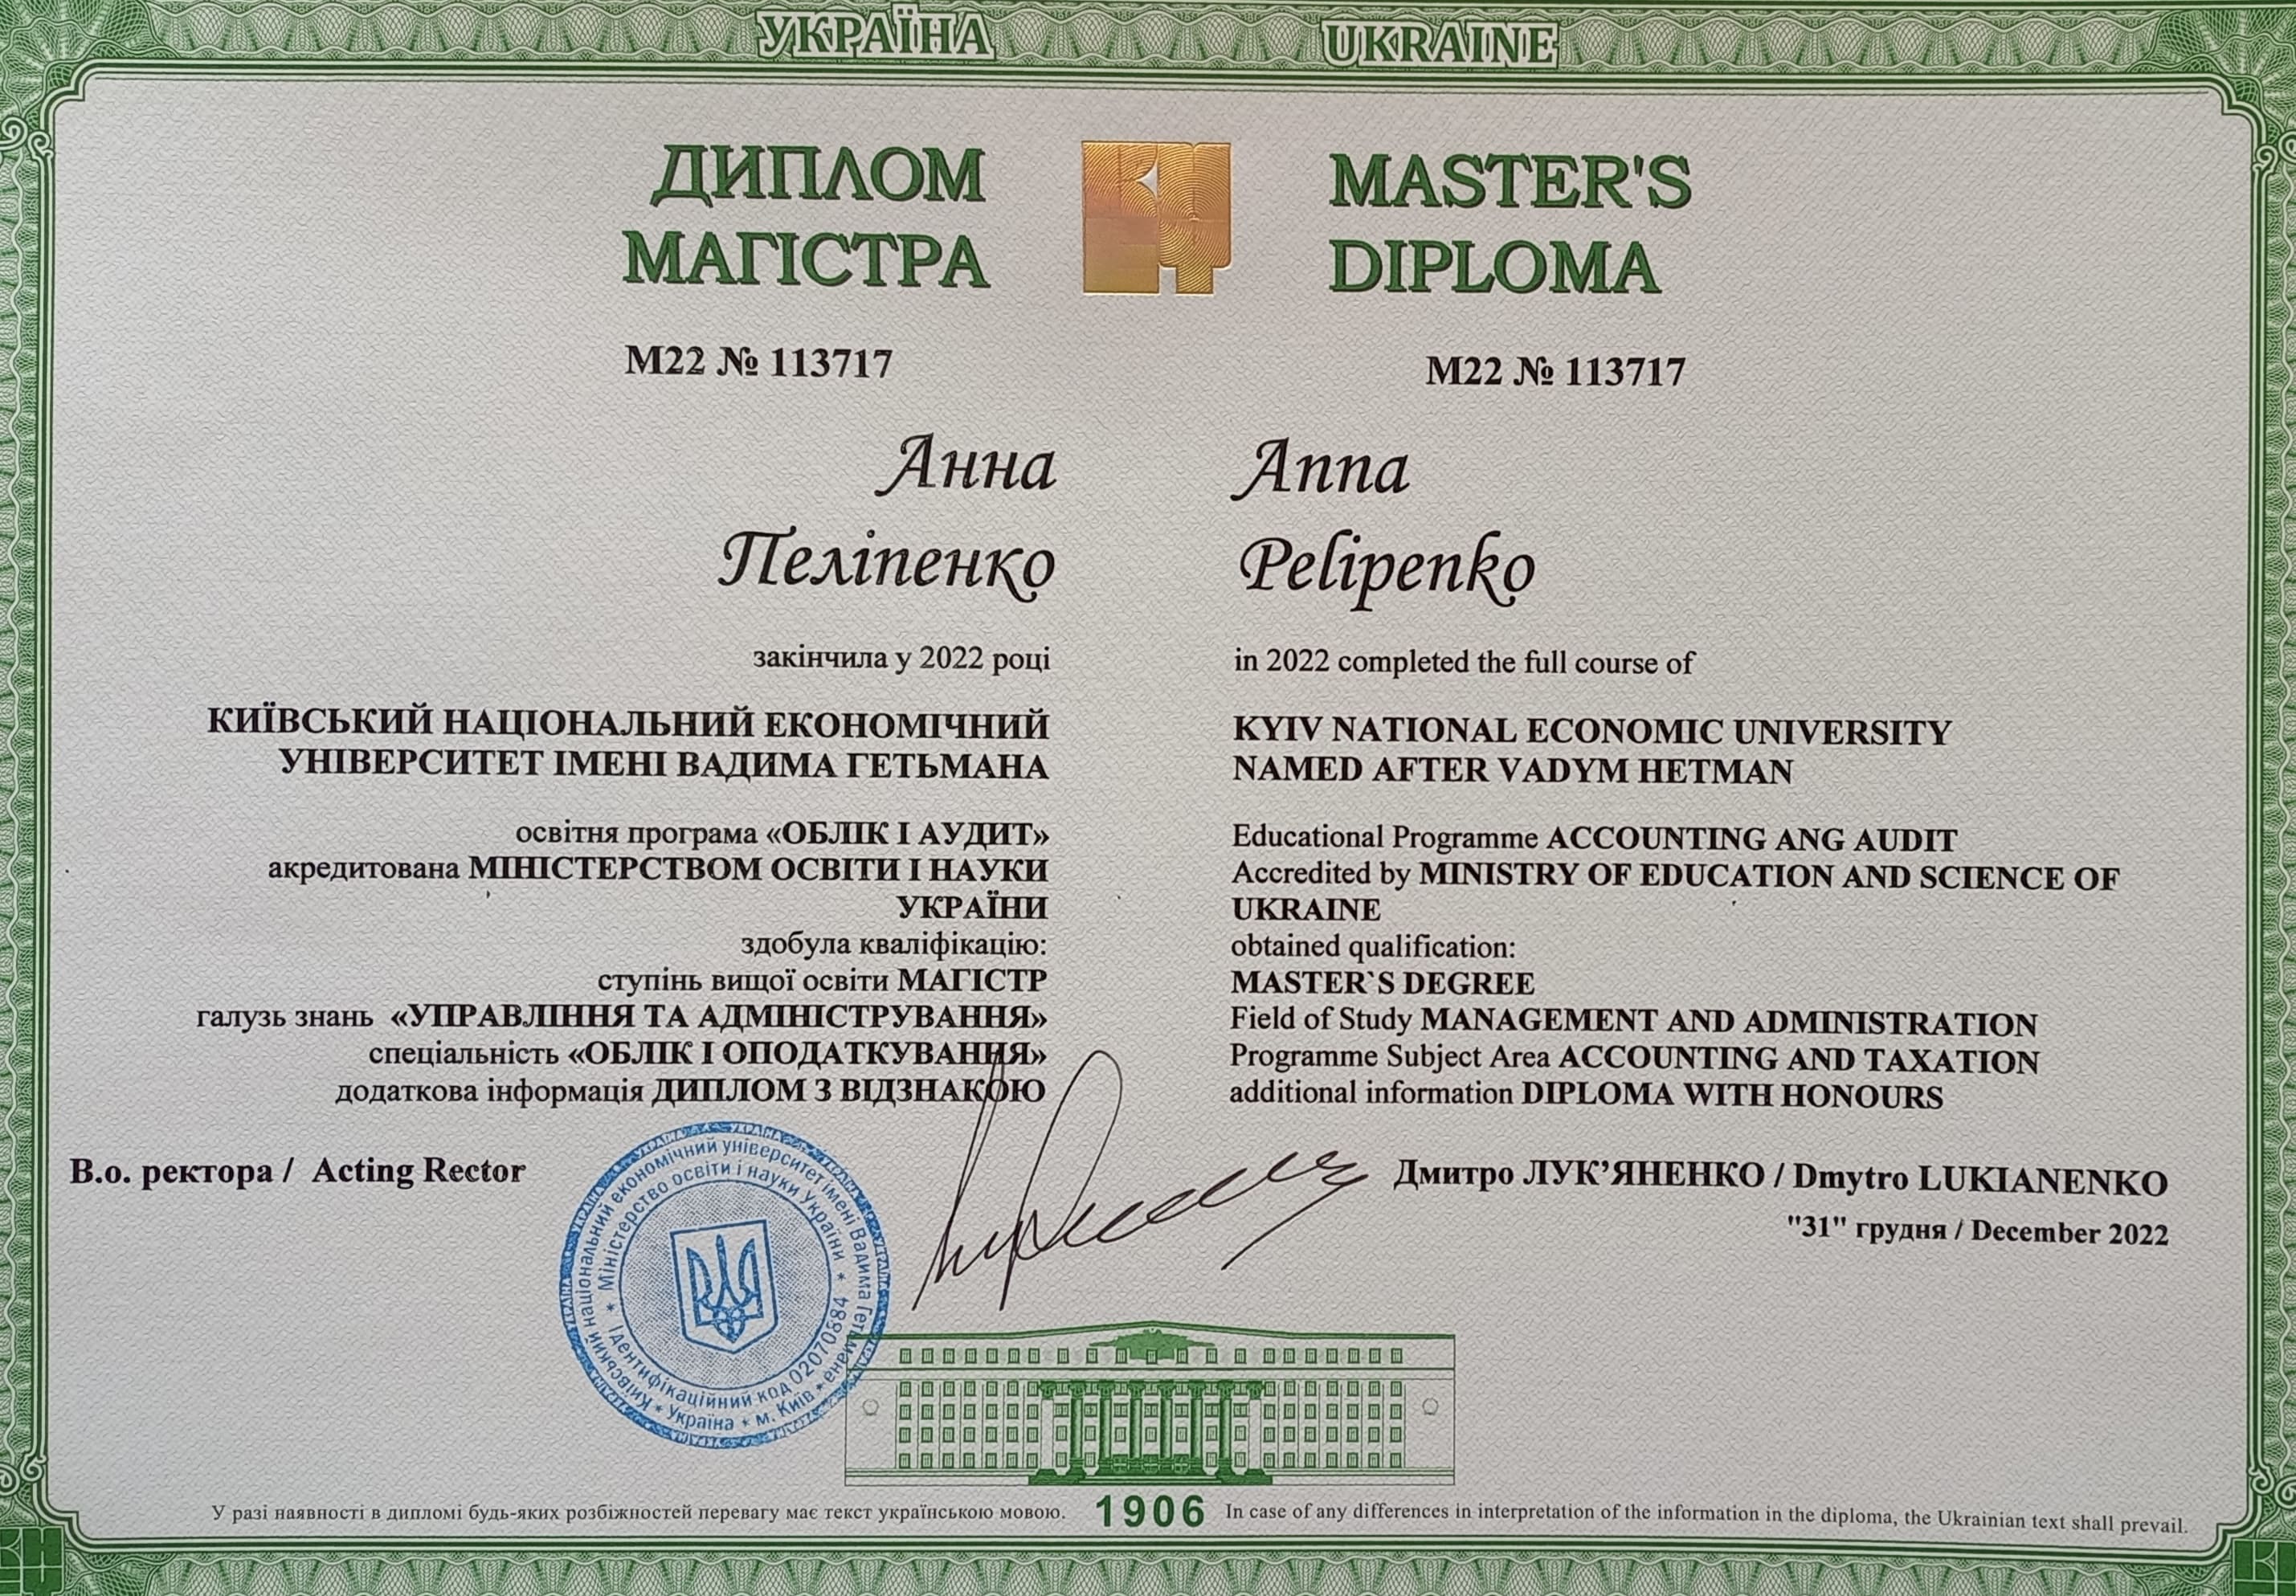 УКРАЇНА
UKRAINE
ДИПЛОМ
МАГІСТРА
М22 № 113717
Анна
Пеліпенко
закінчила у 2022 році
КИЇВСЬКИЙ НАЦІОНАЛЬНИЙ ЕКОНОМІЧНИЙ
УНІВЕРСИТЕТ ІМЕНІ ВАДИМА ГЕТЬМАНА
освітня програма «ОБЛІК І АУДИТ»
акредитована МІНІСТЕРСТВОМ ОСВІТИ І НАУКИ
УКРАЇНИ
здобула кваліфікацію:
ступінь вищої освіти МАГІСТР
галузь знань «УПРАВЛІННЯ ТА АДМІНІСТРУВАННЯ»
спеціальність «ОБЛІК І ОПОДАТКУВАННЯ»
додаткова інформація ДИПЛОМ З ВІДЗНАКОЮ
MASTER'S
DIPLOMA
M22 № 113717
Anna
Pelipenko
in 2022 completed the full course of
KYIV NATIONAL ECONOMIC UNIVERSITY
NAMED AFTER VADYM HETMAN
Educational Programme ACCOUNTING ANG AUDIT
Accredited by MINISTRY OF EDUCATION AND SCIENCE OF
UKRAINE
obtained qualification:
MASTER`S DEGREE
Field of Study MANAGEMENT AND ADMINISTRATION
Programme Subject Area ACCOUNTING AND TAXATION
additional information DIPLOMA WITH HONOURS
В.о. ректора / Acting Rector
Дмитро ЛУК’ЯНЕНКО / Dmytro LUKIANENKO
"31" грудня / December 2022
Київський національний економічний університет імені Вадима Гетьмана
* Міністерство освіти і науки України *
Ідентифікаційний код 02070884
* Україна * м. Київ *
У разі наявності в дипломі будь-яких розбіжностей перевагу має текст українською мовою.
1906
In case of any differences in interpretation of the information in the diploma, the Ukrainian text shall prevail.